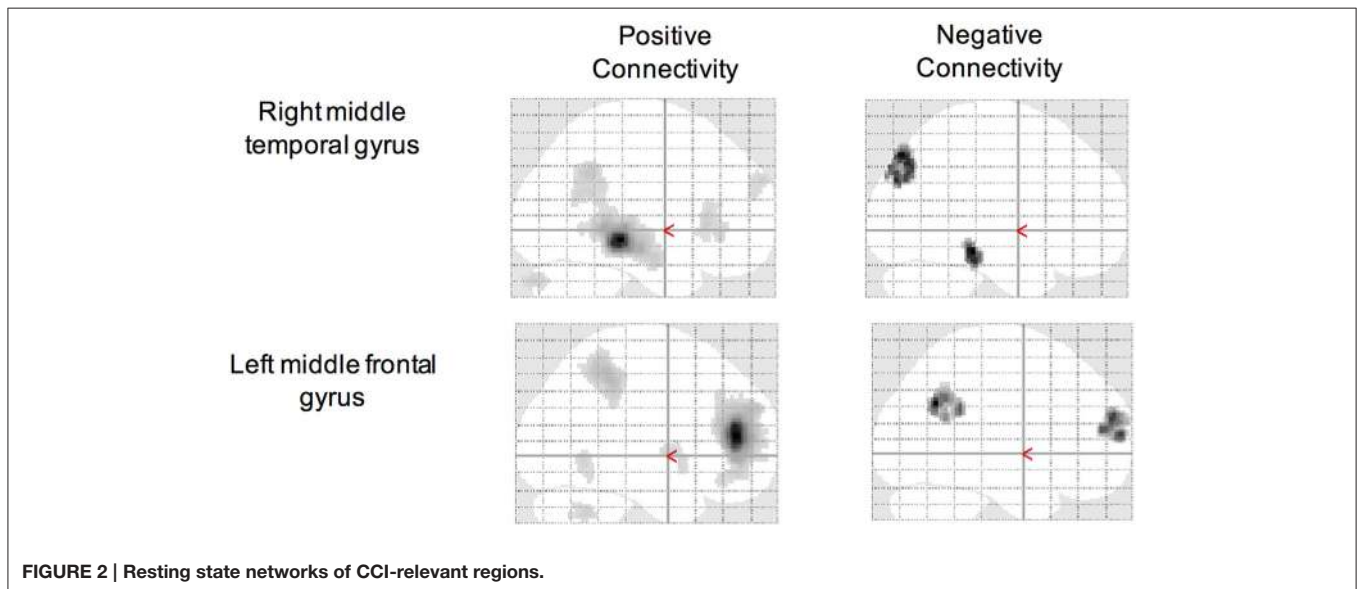 Positive
Connectivity
Negative
Connectivity
Right middle
temporal gyrus
<
<
Left middle frontal
gyrus
<
<
FIGURE 2 | Resting state networks of CCI-relevant regions.